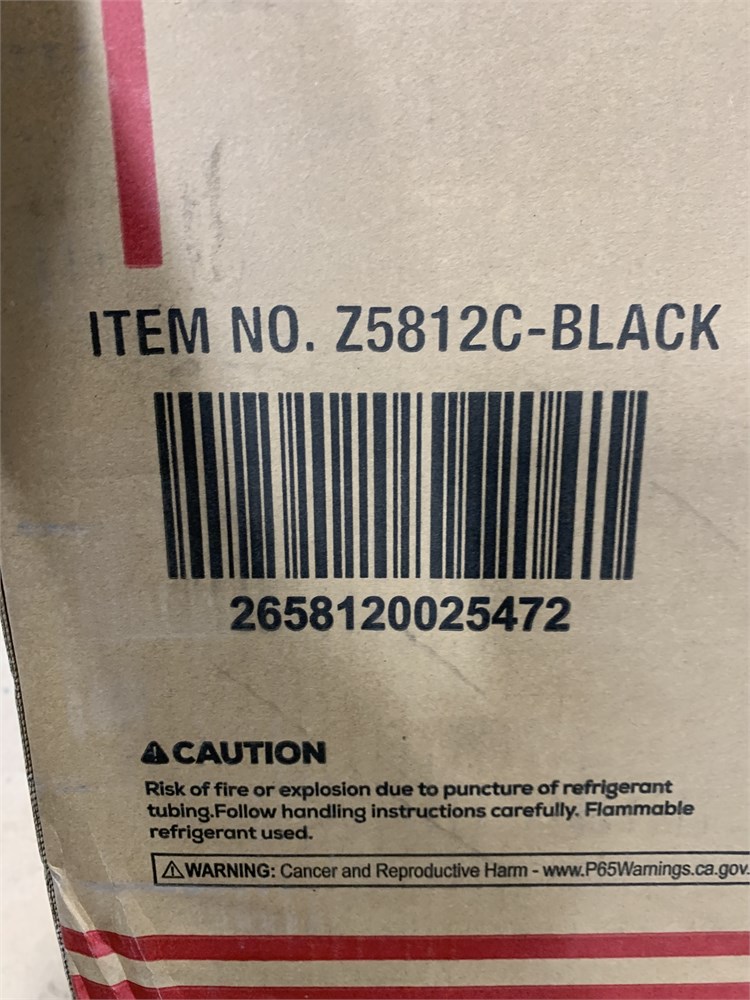 ITEM NO. Z5812C-BLACK
2658120025472
CAUTION
Risk of fire or explosion due to puncture of refrigerant
tubing.Follow handling instructions carefully. Flammable
refrigerant used.
WARNING: Cancer and Reproductive Harm - www.P65Warnings.ca.gov.